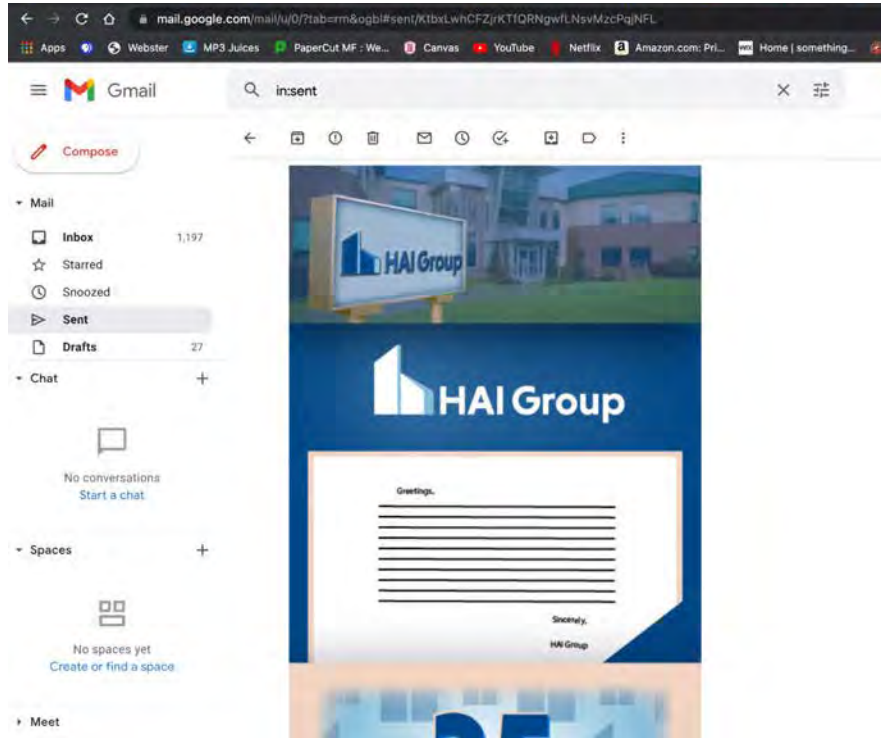 mail.google.com/mail/u/0/?tab=rm&ogbl#sent/KtbxLwhCFZjrKTfQRNgwfLNsvMzcPqjNFL
Apps Webster MP3 Juices PaperCut MF : We... Canvas YouTube Netflix Amazon.com: Pri... Home | something...
Gmail
in:sent
Compose
Mail
Inbox 1,197
Starred
Snoozed
Sent
Drafts 27
Chat
No conversations
Start a chat
Spaces
No spaces yet
Create or find a space
Meet
HAI Group
HAI Group
Greetings,
Sincerely,
HAI Group
35